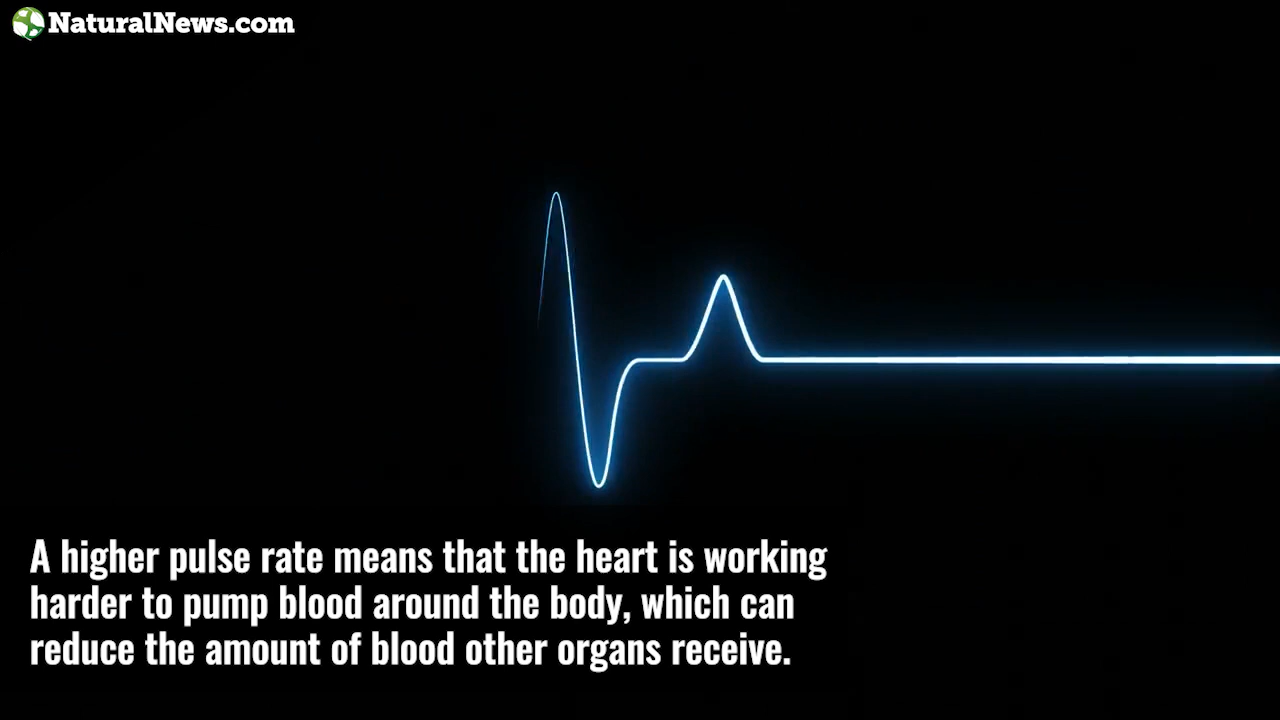 NaturalNews.com
A higher pulse rate means that the heart is working
harder to pump blood around the body, which can
reduce the amount of blood other organs receive.